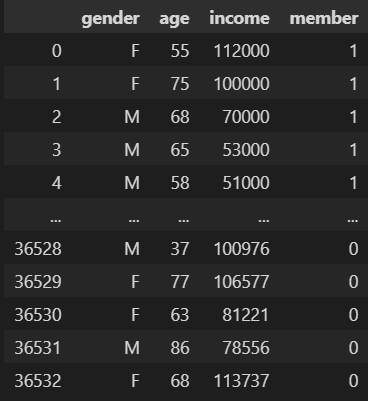 gender age income member
0 F 55 112000 1
1 F 75 100000 1
2 M 68 70000 1
3 M 65 53000 1
4 M 58 51000 1
... ... ... ... ...
36528 M 37 100976 0
36529 F 77 106577 0
36530 F 63 81221 0
36531 M 86 78556 0
36532 F 68 113737 0